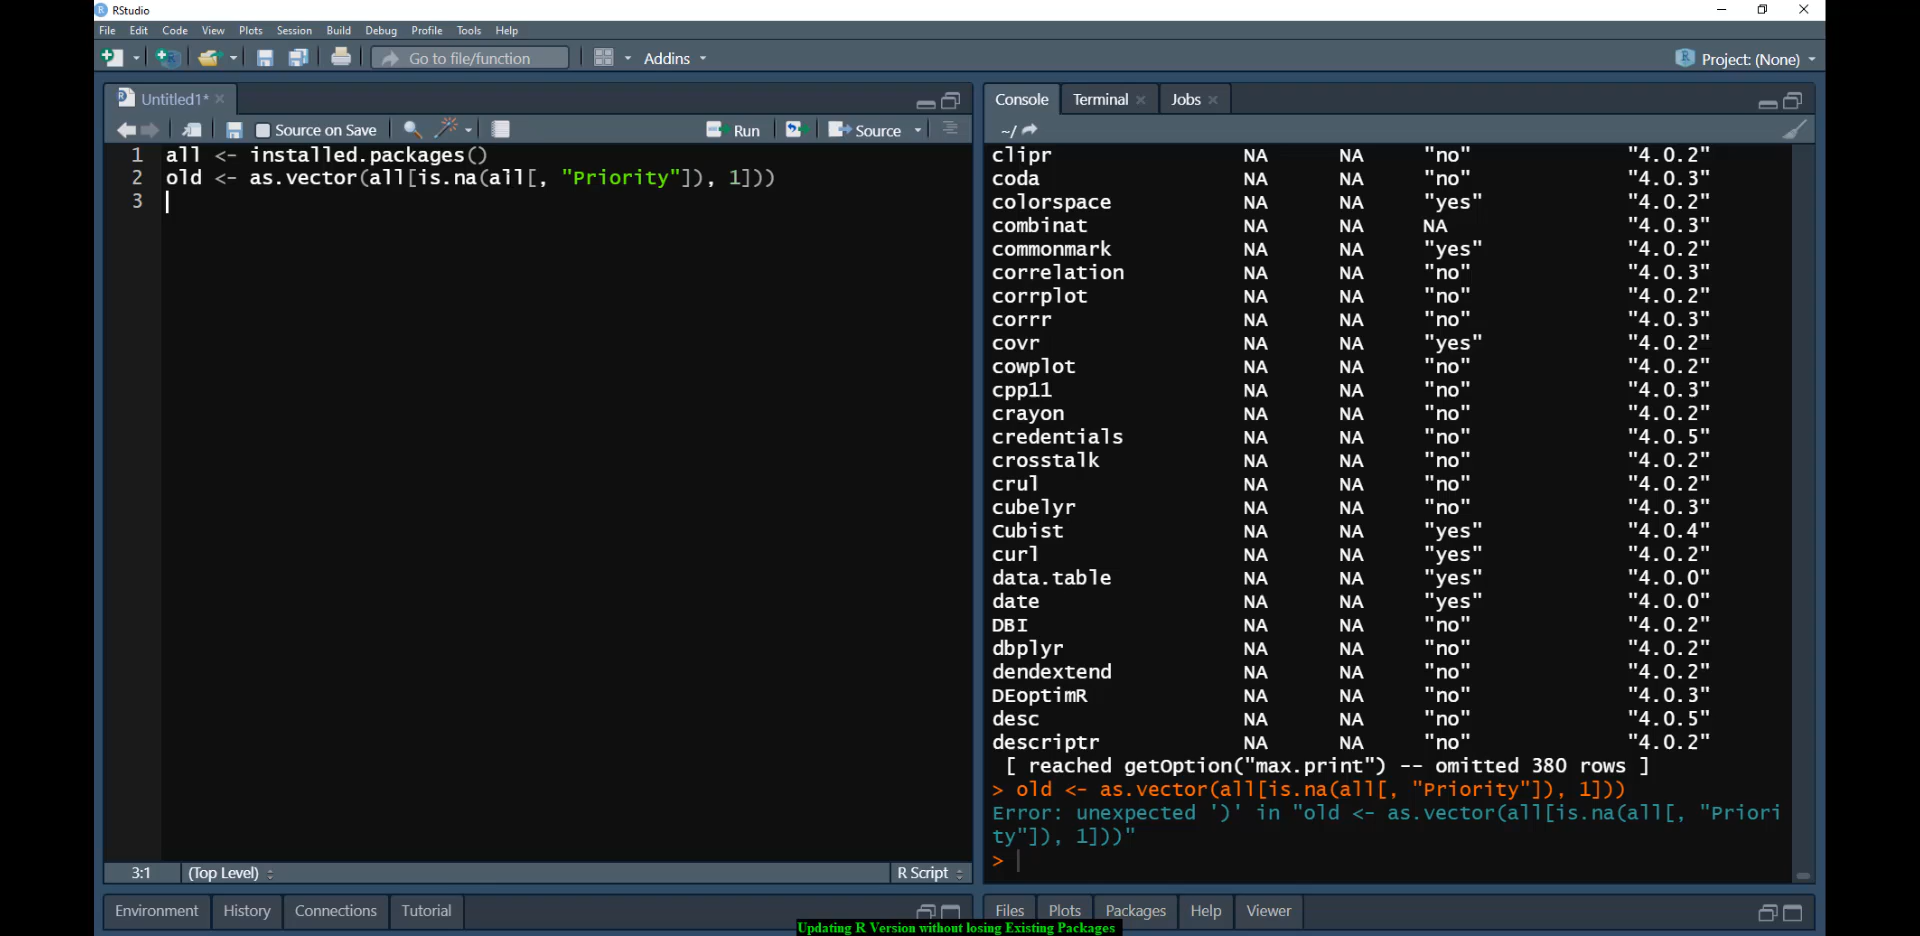 RStudio
File Edit Code View Plots Session Build Debug Profile Tools Help
Go to file/function Addins Project: (None)
Untitled1*
Source on Save Run Source
1 all <- installed.packages()
2 old <- as.vector(all[is.na(all[, "Priority"]), 1]))
3
3:1 (Top Level) R Script
Environment History Connections Tutorial
Console Terminal Jobs
~/
clipr NA NA "no" "4.0.2"
coda NA NA "no" "4.0.3"
colorspace NA NA "yes" "4.0.2"
combinat NA NA NA "4.0.3"
commonmark NA NA "yes" "4.0.2"
correlation NA NA "no" "4.0.3"
corrplot NA NA "no" "4.0.2"
corrr NA NA "no" "4.0.3"
covr NA NA "yes" "4.0.2"
cowplot NA NA "no" "4.0.2"
cpp11 NA NA "no" "4.0.3"
crayon NA NA "no" "4.0.2"
credentials NA NA "no" "4.0.5"
crosstalk NA NA "no" "4.0.2"
crul NA NA "no" "4.0.2"
cubelyr NA NA "no" "4.0.3"
Cubist NA NA "yes" "4.0.4"
curl NA NA "yes" "4.0.2"
data.table NA NA "yes" "4.0.0"
date NA NA "yes" "4.0.0"
DBI NA NA "no" "4.0.2"
dbplyr NA NA "no" "4.0.2"
dendextend NA NA "no" "4.0.2"
DEoptimR NA NA "no" "4.0.3"
desc NA NA "no" "4.0.5"
descriptr NA NA "no" "4.0.2"
[ reached getOption("max.print") -- omitted 380 rows ]
> old <- as.vector(all[is.na(all[, "Priority"]), 1]))
Error: unexpected ')' in "old <- as.vector(all[is.na(all[, "Priori
ty"]), 1]))"
>
Files Plots Packages Help Viewer
Updating R Version without losing Existing Packages